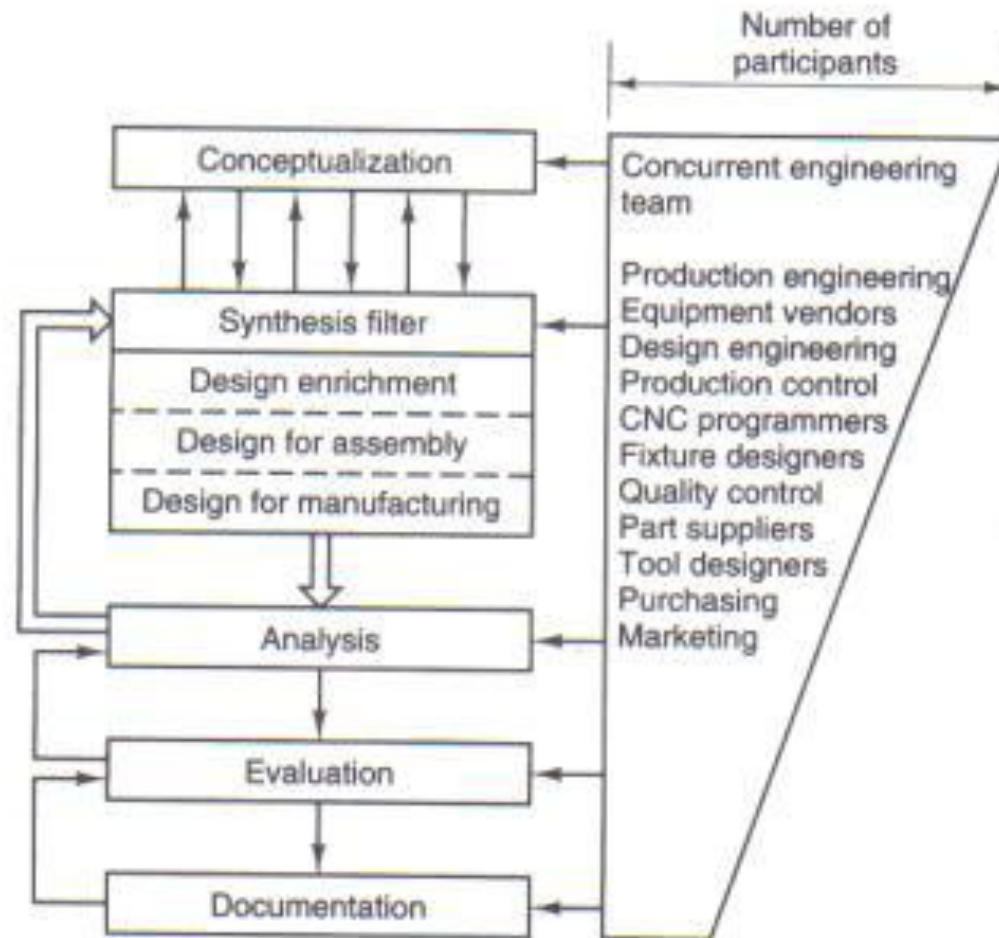 Number of
participants
Conceptualization
Concurrent engineering
team
Synthesis filter
Design enrichment
Design for assembly
Design for manufacturing
Production engineering
Equipment vendors
Design engineering
Production control
CNC programmers
Fixture designers
Quality control
Part suppliers
Tool designers
Purchasing
Marketing
Analysis
Evaluation
Documentation